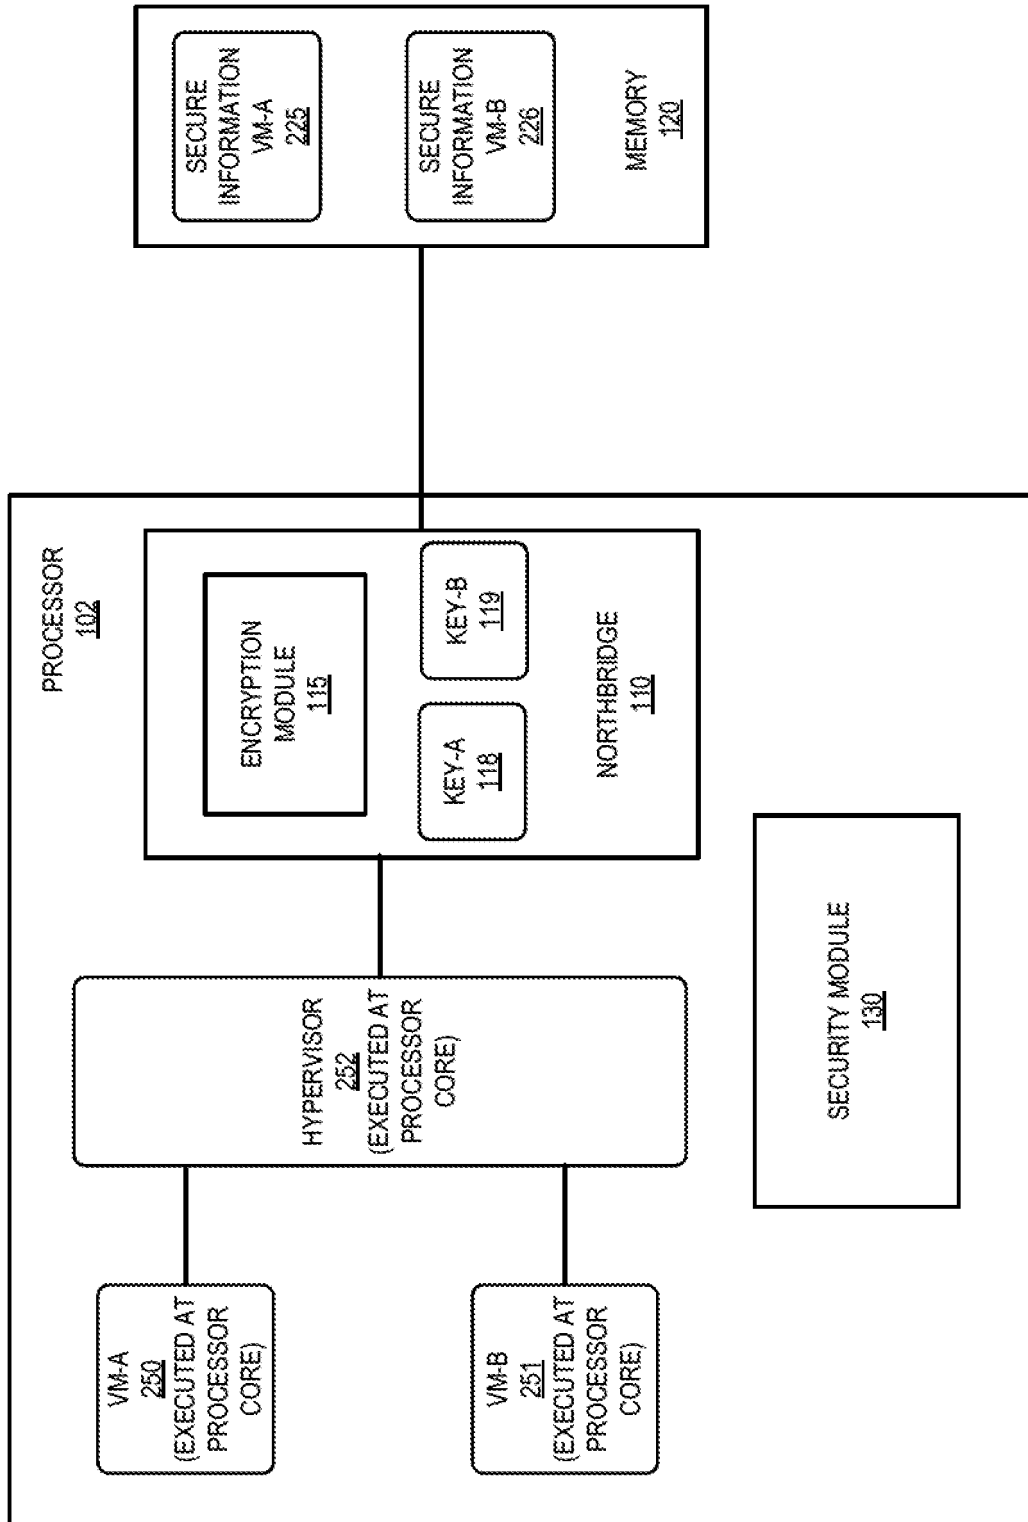 PROCESSOR
102
VM-A
250
(EXECUTED AT
PROCESSOR
CORE)
VM-B
251
(EXECUTED AT
PROCESSOR
CORE)
HYPERVISOR
252
(EXECUTED AT
PROCESSOR
CORE)
ENCRYPTION
MODULE
115
KEY-A
118
KEY-B
119
NORTHBRIDGE
110
SECURITY MODULE
130
SECURE
INFORMATION
VM-A
225
SECURE
INFORMATION
VM-B
226
MEMORY
120